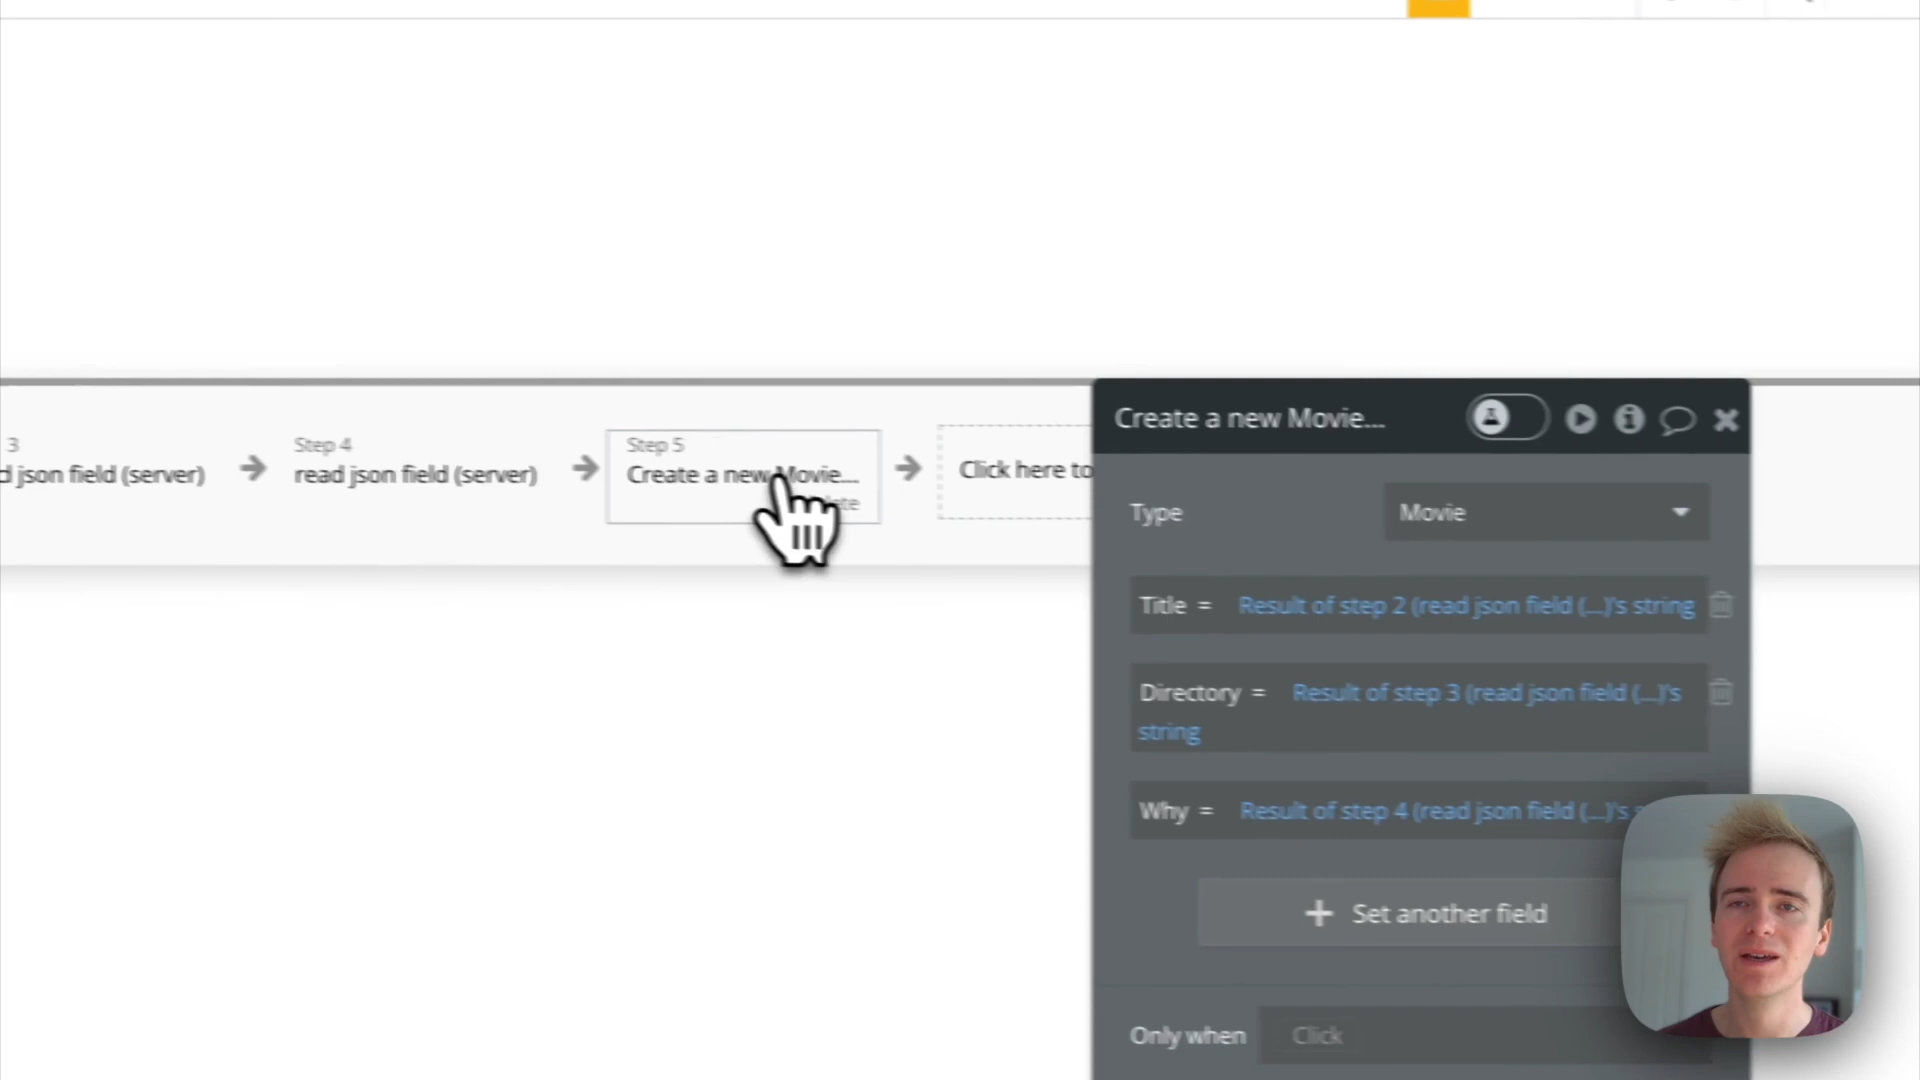 3
d json field (server)
Step 4
read json field (server)
Step 5
Create a new Movie...
Click here to
Create a new Movie...
Type
Movie
Title = Result of step 2 (read json field (...)'s string
Directory = Result of step 3 (read json field (...)'s
string
Why = Result of step 4 (read json field (...)'s
+ Set another field
Only when
Click